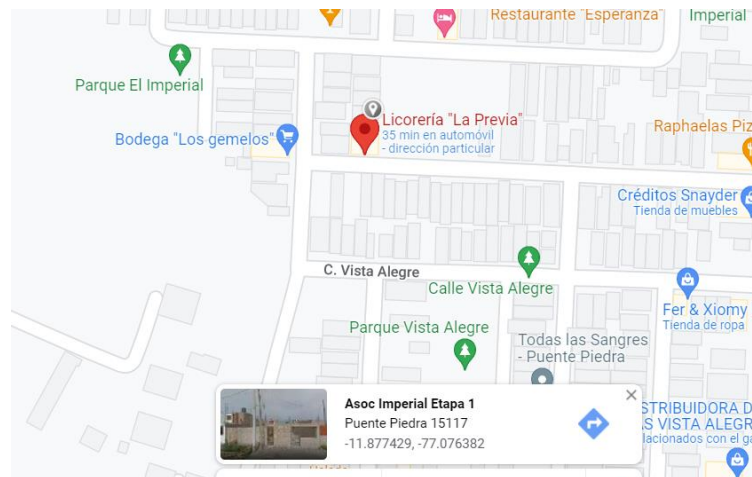 Restaurante "Esperanza"
Imperial
Parque El Imperial
Licorería "La Previa"
35 min en automóvil
- dirección particular
Bodega "Los gemelos"
Raphaelas Piz
Créditos Snayder
Tienda de muebles
C. Vista Alegre
Calle Vista Alegre
Fer & Xiomy
Tienda de ropa
Parque Vista Alegre
Todas las Sangres
- Puente Piedra
Asoc Imperial Etapa 1
Puente Piedra 15117
-11.877429, -77.076382
STRIBUIDORA D
S VISTA ALEGR
lacionados con el ga